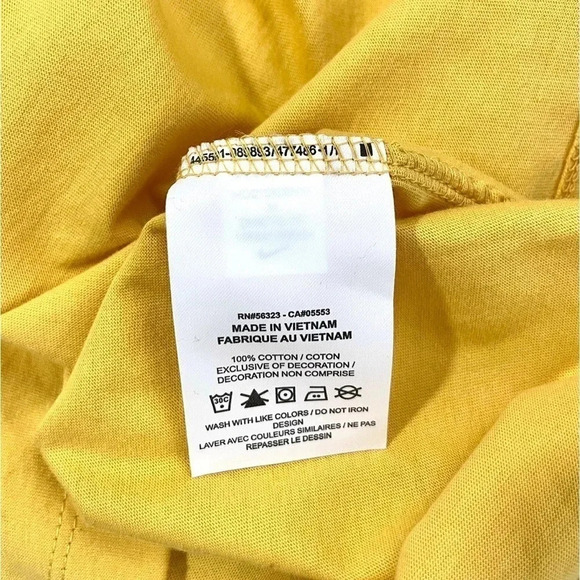 RN#56323 - CA#05553
MADE IN VIETNAM
FABRIQUE AU VIETNAM
100% COTTON / COTON
EXCLUSIVE OF DECORATION /
DECORATION NON COMPRISE
30C
WASH WITH LIKE COLORS / DO NOT IRON
DESIGN
LAVER AVEC COULEURS SIMILAIRES / NE PAS
REPASSER LE DESSIN